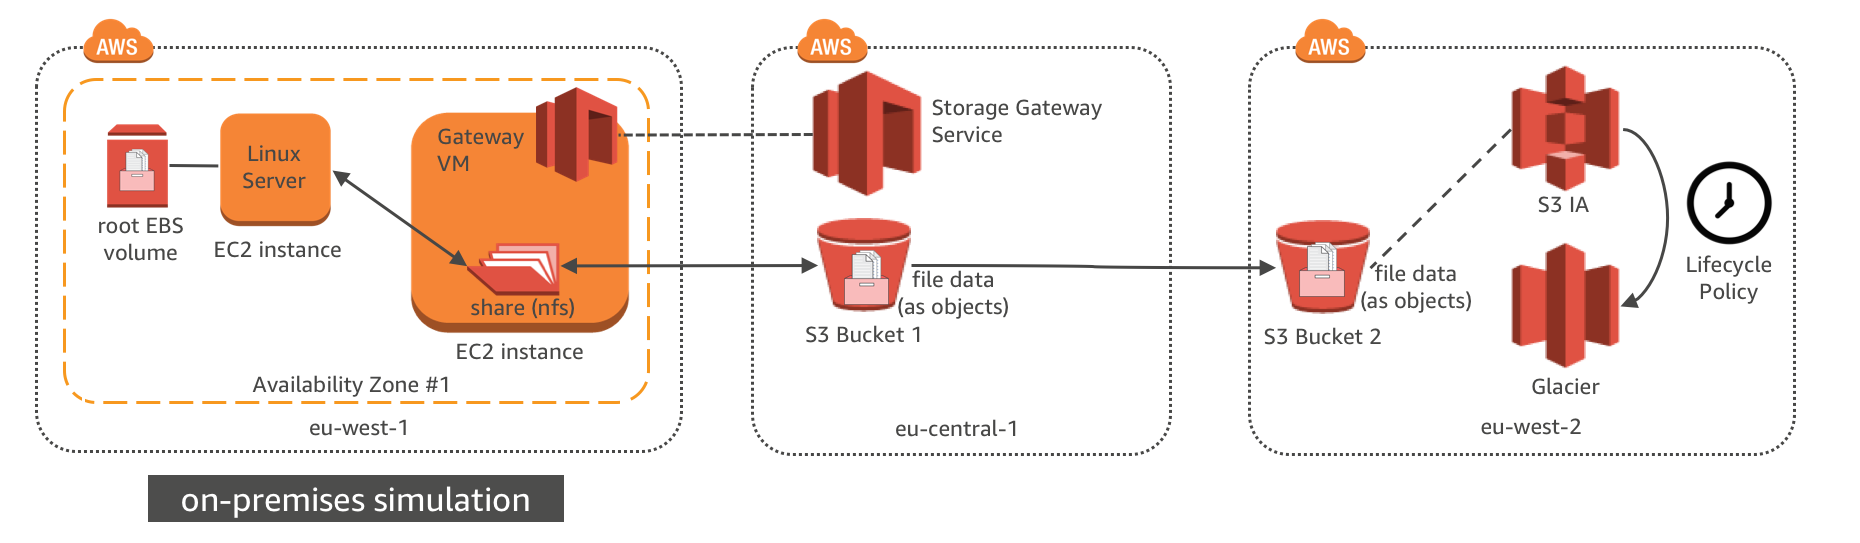 AWS
AWS
AWS
Gateway
VM
Linux
Server
root EBS
volume
EC2 instance
share (nfs)
EC2 instance
Availability Zone #1
eu-west-1
on-premises simulation
Storage Gateway
Service
file data
(as objects)
S3 Bucket 1
eu-central-1
S3 IA
Lifecycle
Policy
file data
(as objects)
S3 Bucket 2
Glacier
eu-west-2